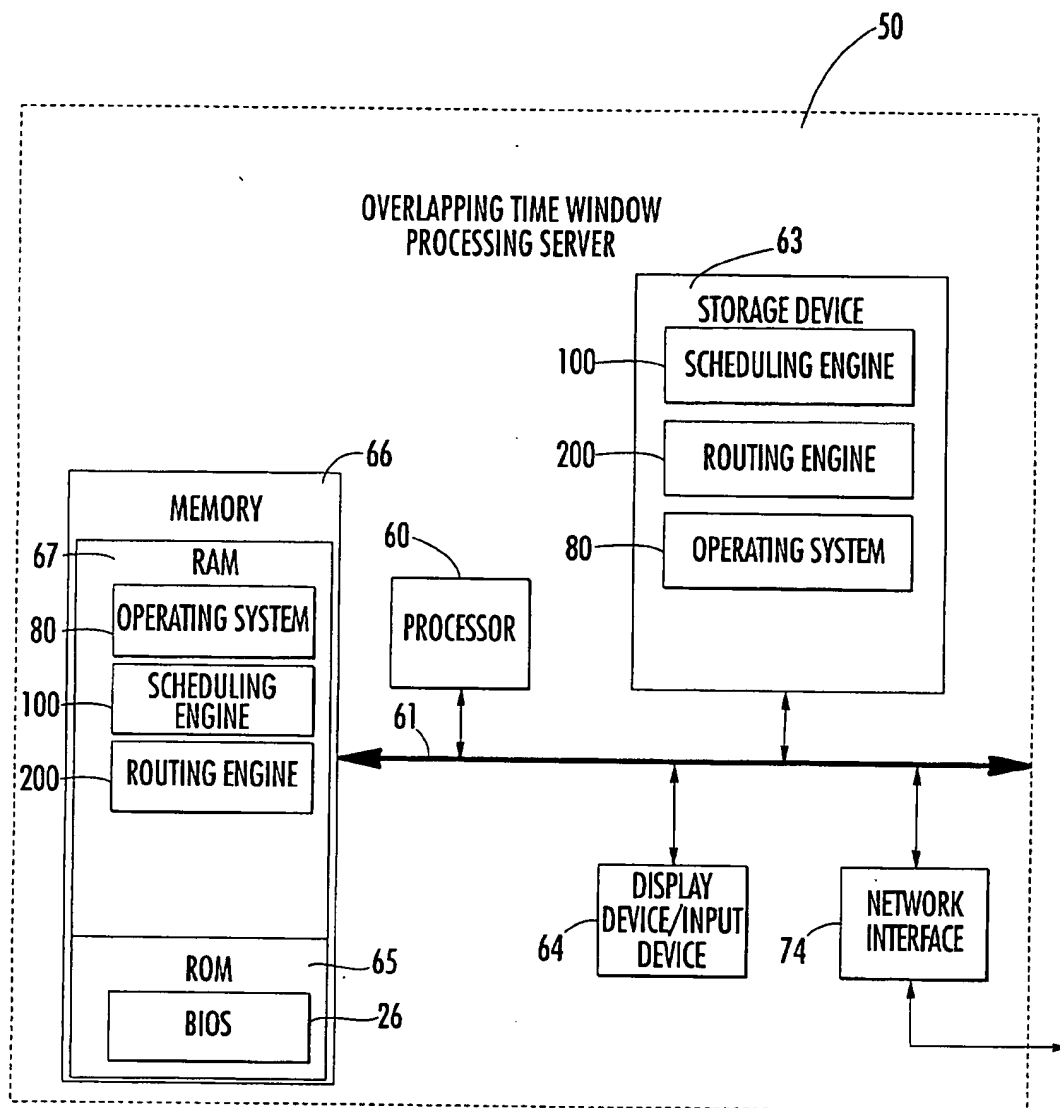 50
OVERLAPPING TIME WINDOW
PROCESSING SERVER
63
STORAGE DEVICE
100
SCHEDULING ENGINE
200
ROUTING ENGINE
80
OPERATING SYSTEM
66
MEMORY
67
RAM
80
OPERATING SYSTEM
100
SCHEDULING
ENGINE
200
ROUTING ENGINE
60
PROCESSOR
61
ROM
65
BIOS
26
DISPLAY
DEVICE/INPUT
DEVICE
64
NETWORK
INTERFACE
74